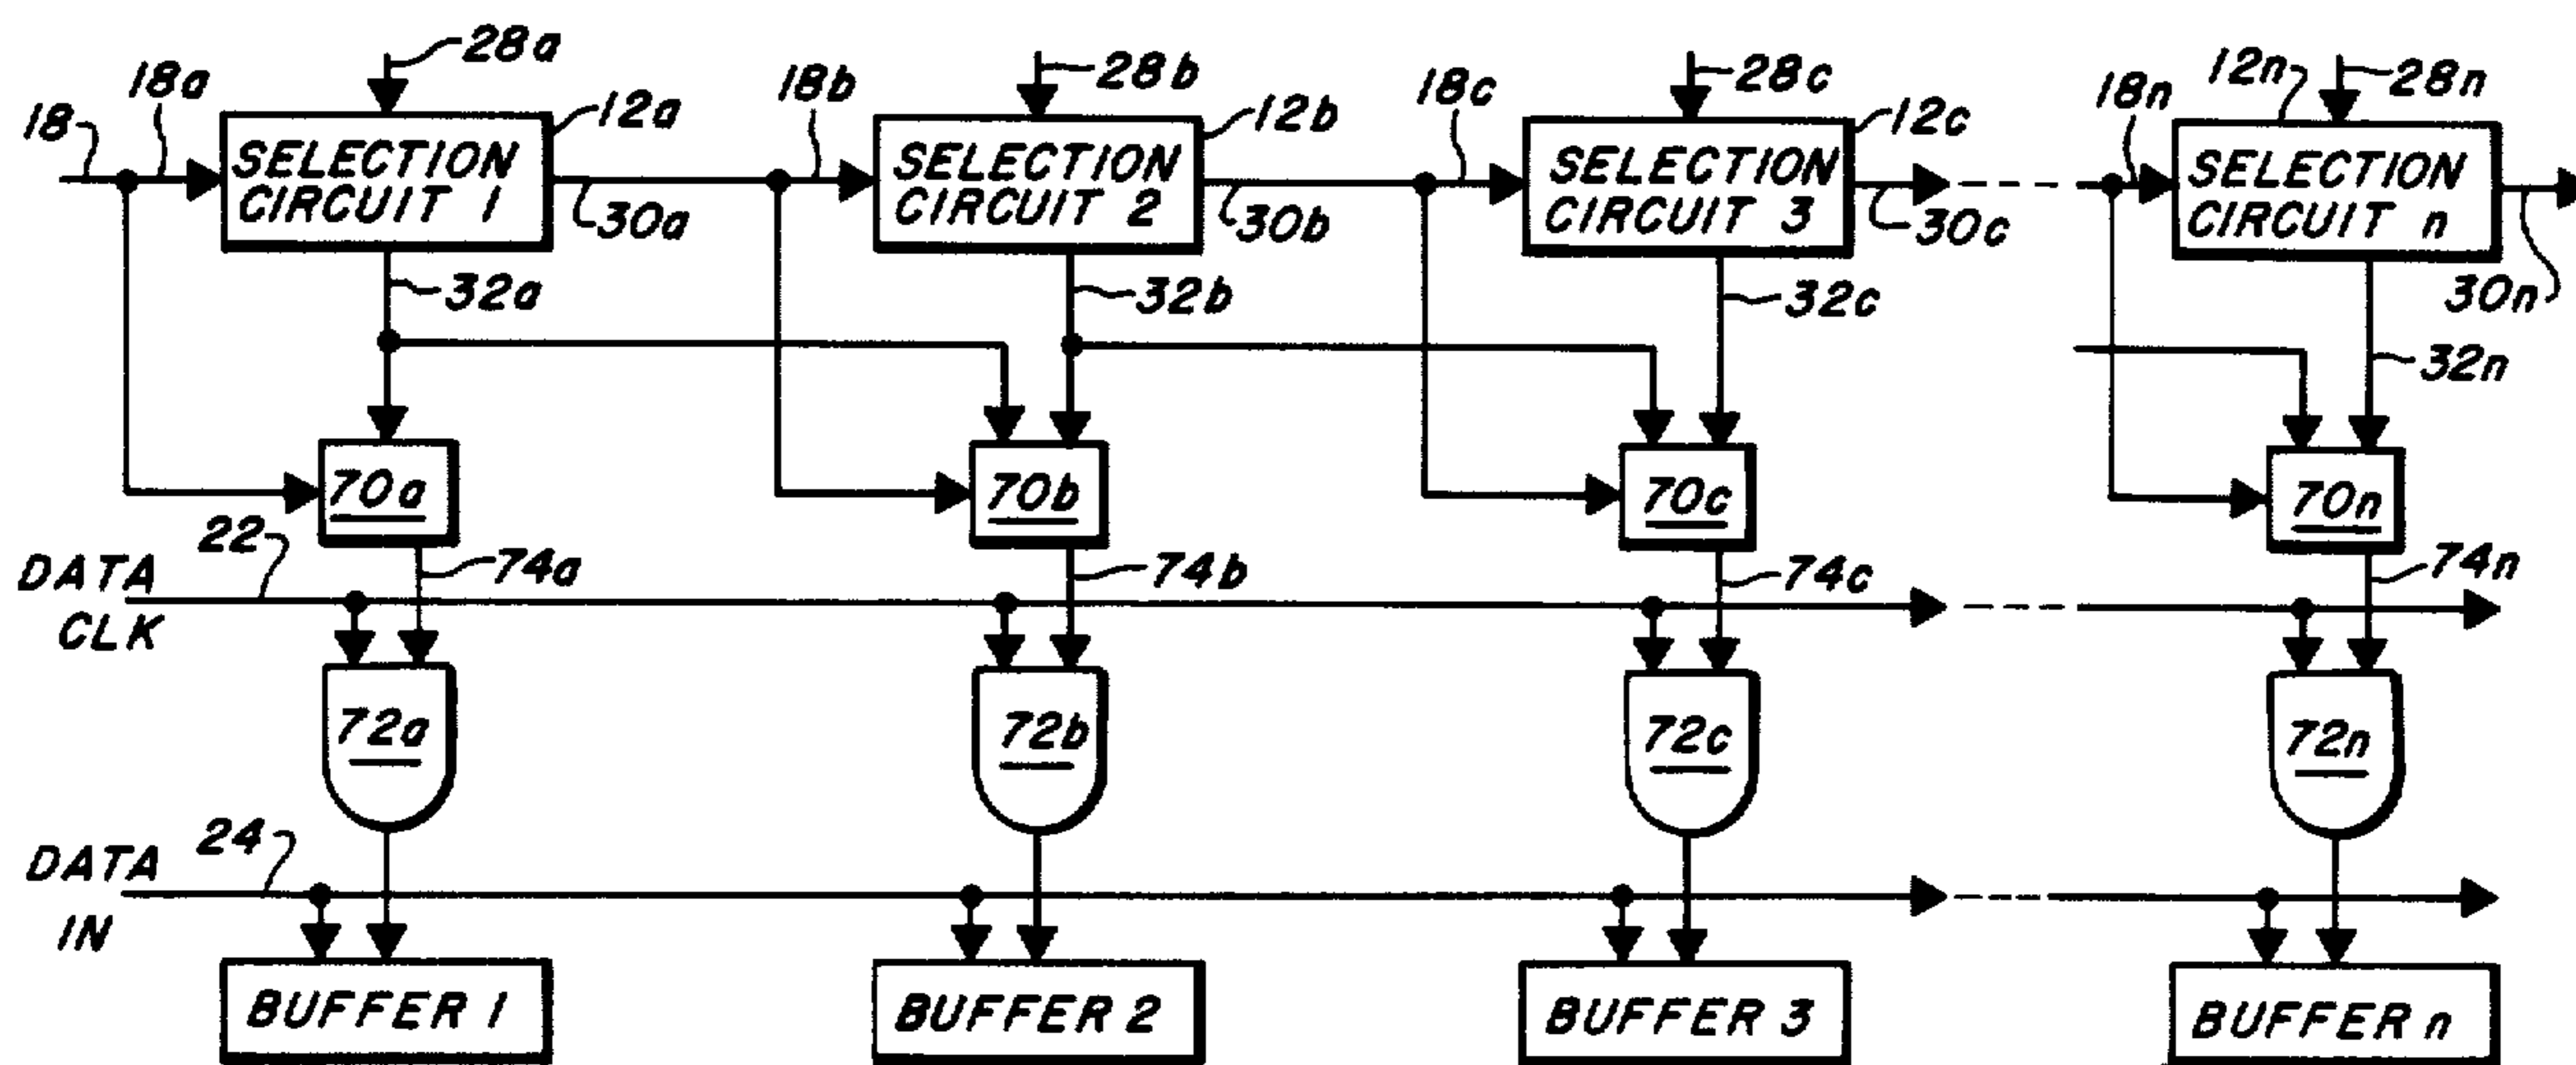 28a
28b
28c
12n
28n
18
18a
12a
18b
12b
18c
12c
18n
SELECTION
CIRCUIT 1
SELECTION
CIRCUIT 2
SELECTION
CIRCUIT 3
SELECTION
CIRCUIT n
30a
30b
30c
30n
32a
32b
32c
32n
70a
70b
70c
70n
22
74a
74b
74c
74n
DATA
CLK
72a
72b
72c
72n
24
DATA
IN
BUFFER 1
BUFFER 2
BUFFER 3
BUFFER n